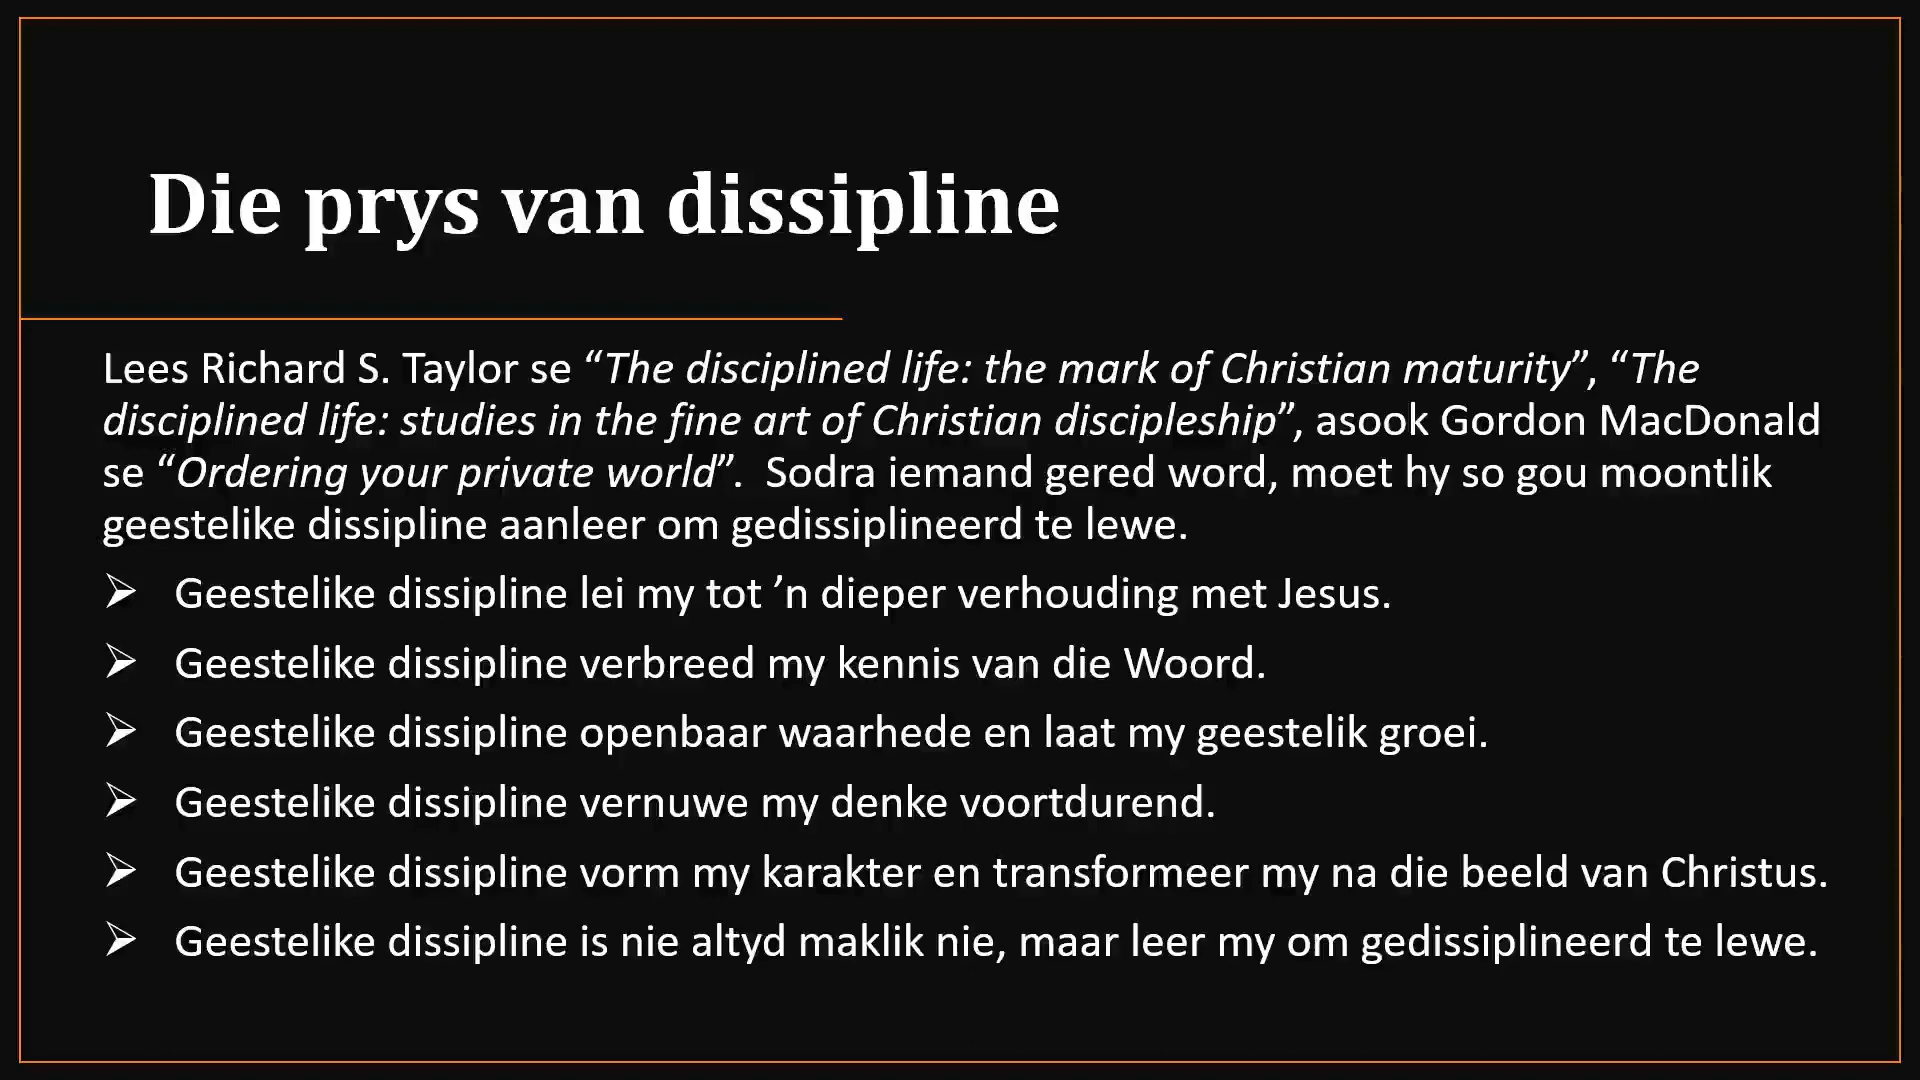 Die prys van dissipline
Lees Richard S. Taylor se “The disciplined life: the mark of Christian maturity”, “The
disciplined life: studies in the fine art of Christian discipleship”, asook Gordon MacDonald
se “Ordering your private world”.  Sodra iemand gered word, moet hy so gou moontlik
geestelike dissipline aanleer om gedissiplineerd te lewe.
➢ Geestelike dissipline lei my tot ’n dieper verhouding met Jesus.
➢ Geestelike dissipline verbreed my kennis van die Woord.
➢ Geestelike dissipline openbaar waarhede en laat my geestelik groei.
➢ Geestelike dissipline vernuwe my denke voortdurend.
➢ Geestelike dissipline vorm my karakter en transformeer my na die beeld van Christus.
➢ Geestelike dissipline is nie altyd maklik nie, maar leer my om gedissiplineerd te lewe.